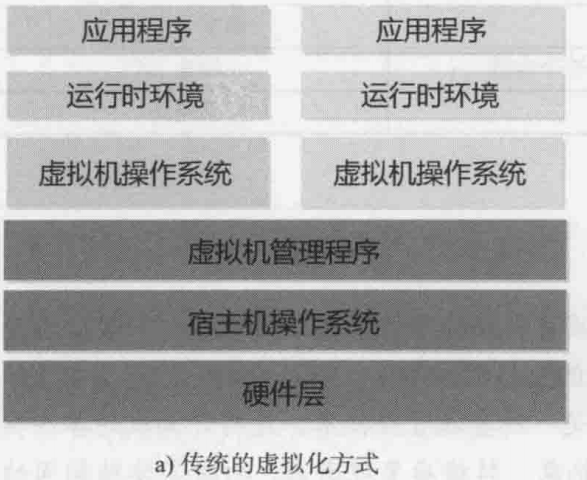 应用程序 应用程序
运行时环境 运行时环境
虚拟机操作系统 虚拟机操作系统
虚拟机管理程序
宿主机操作系统
硬件层
a) 传统的虚拟化方式